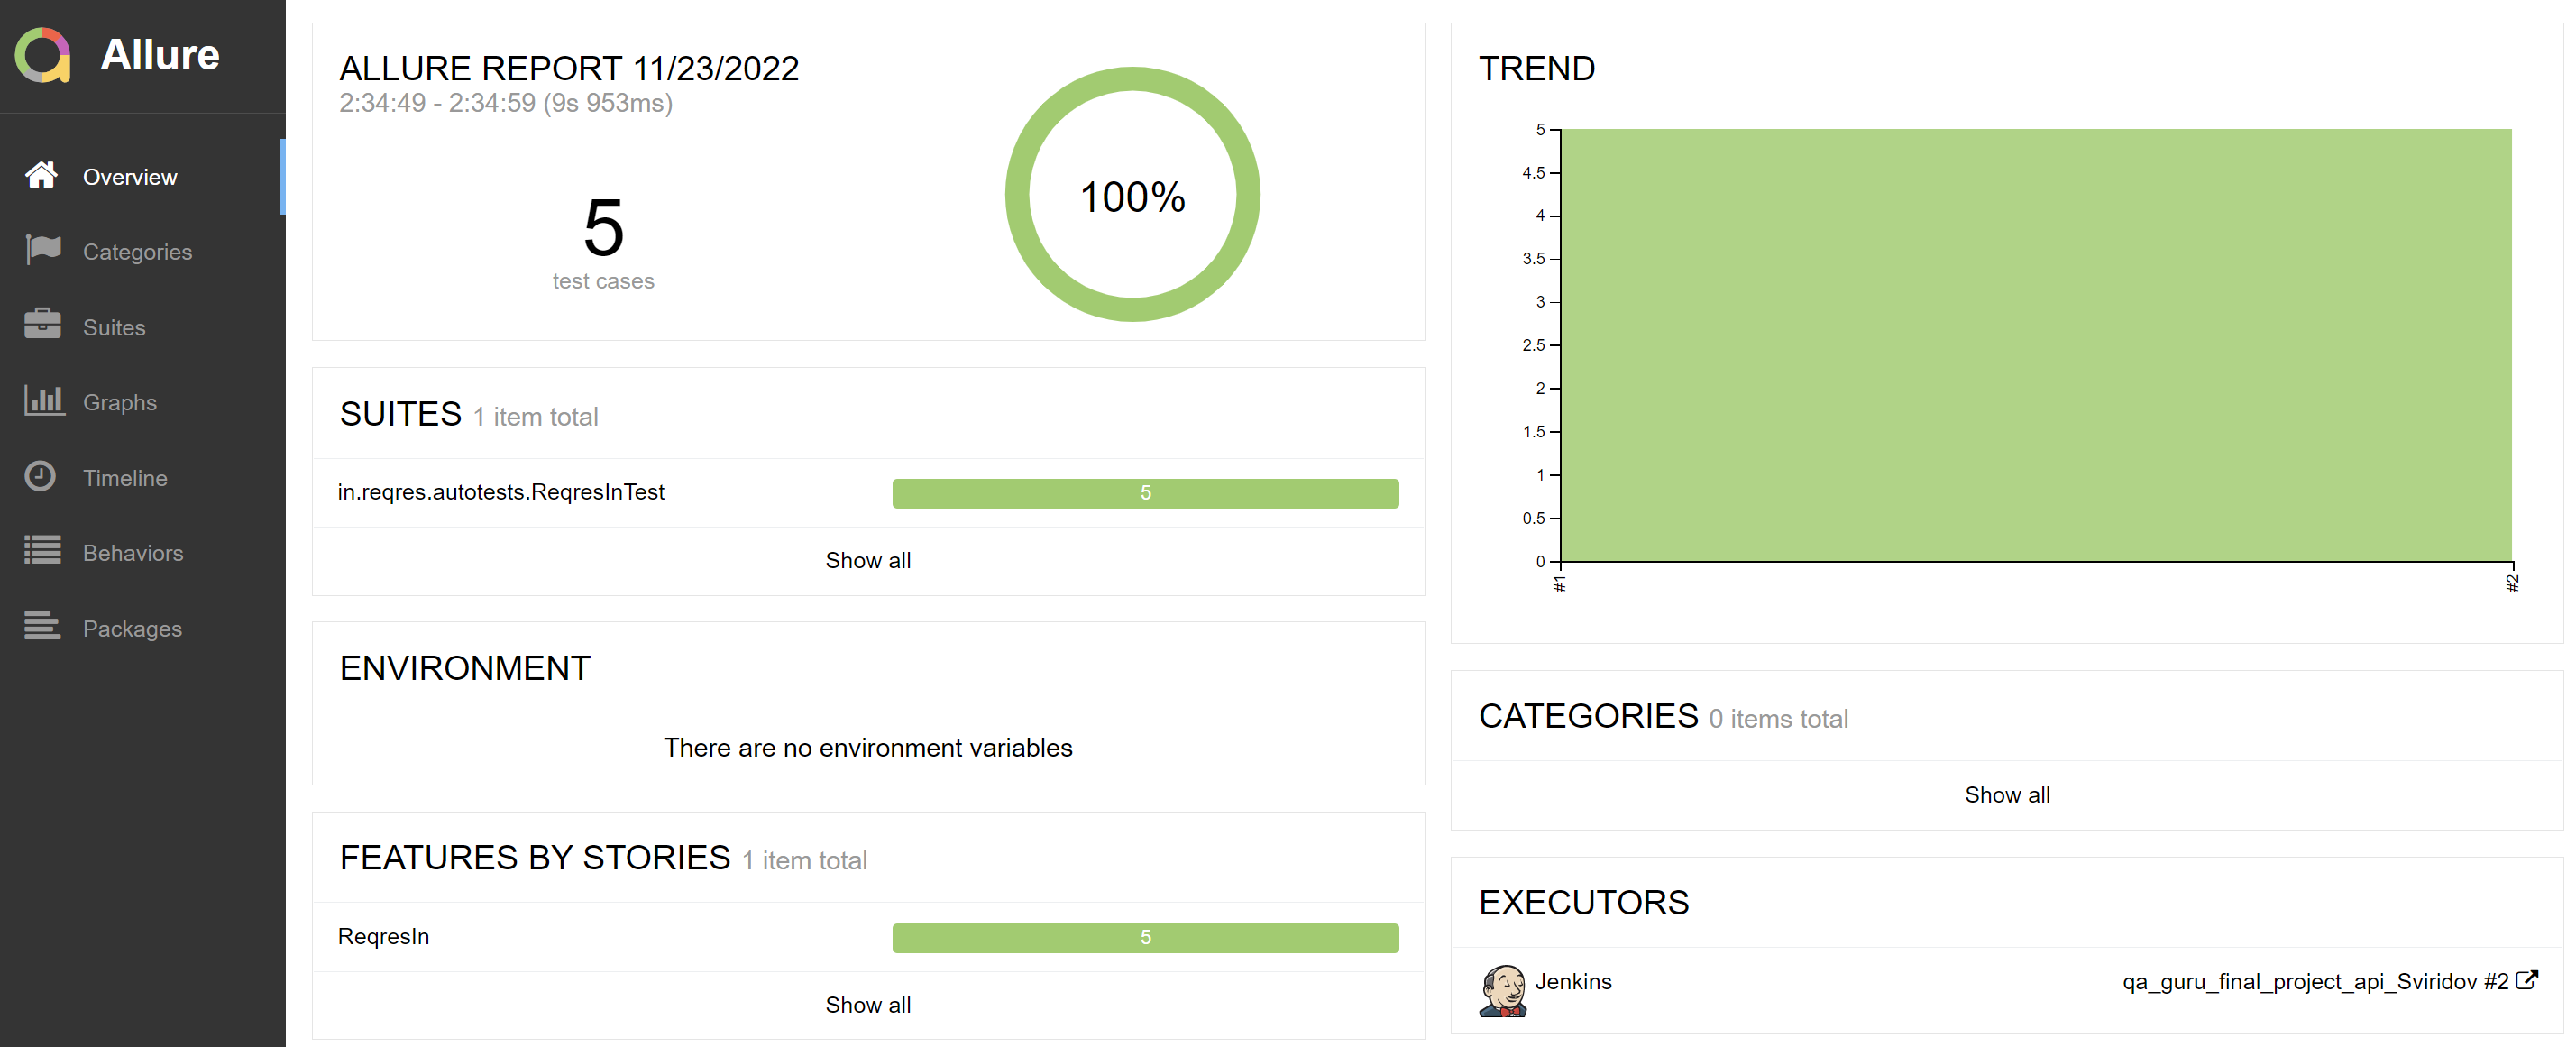 Allure
Overview
Categories
Suites
Graphs
Timeline
Behaviors
Packages
ALLURE REPORT 11/23/2022
2:34:49 - 2:34:59 (9s 953ms)
5
test cases
100%
SUITES 1 item total
in.reqres.autotests.ReqresInTest 5
Show all
ENVIRONMENT
There are no environment variables
FEATURES BY STORIES 1 item total
ReqresIn 5
Show all
TREND
5
4.5
4
3.5
3
2.5
2
1.5
1
0.5
0
#1
#2
CATEGORIES 0 items total
Show all
EXECUTORS
Jenkins qa_guru_final_project_api_Sviridov #2